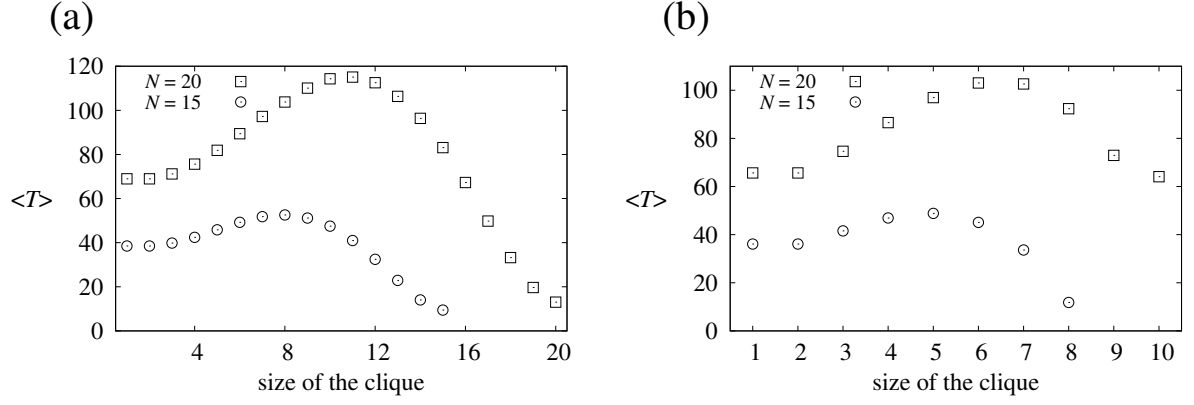 (a)
N = 20
N = 15
120
100
80
60
40
20
0
<T>
4 8 12 16 20
size of the clique
(b)
N = 20
N = 15
100
80
60
40
20
0
<T>
1 2 3 4 5 6 7 8 9 10
size of the clique